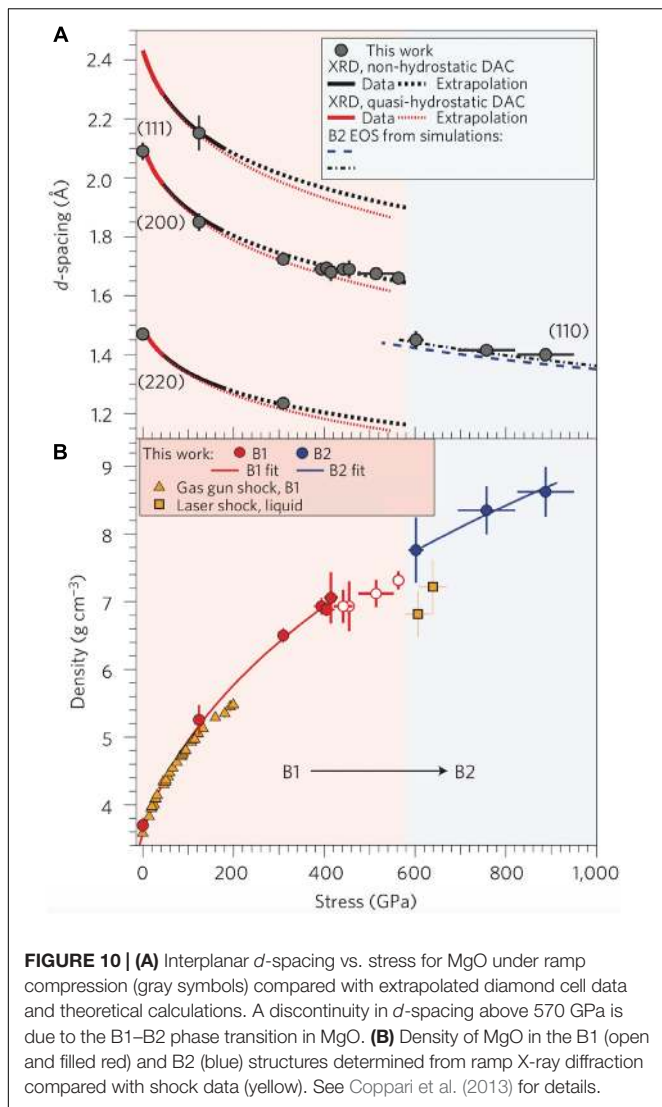 A
This work
XRD, non-hydrostatic DAC
Data Extrapolation
XRD, quasi-hydrostatic DAC
Data Extrapolation
B2 EOS from simulations:
2.4
2.2
2.0
1.8
1.6
1.4
1.2
d-spacing (Å)
(111)
(200)
(220)
(110)
B
This work: B1 B2
B1 fit B2 fit
Gas gun shock, B1
Laser shock, liquid
9
8
7
6
5
4
Density (g cm⁻³)
B1 B2
0 200 400 600 800 1,000
Stress (GPa)
FIGURE 10 | (A) Interplanar d-spacing vs. stress for MgO under ramp
compression (gray symbols) compared with extrapolated diamond cell data
and theoretical calculations. A discontinuity in d-spacing above 570 GPa is
due to the B1–B2 phase transition in MgO. (B) Density of MgO in the B1 (open
and filled red) and B2 (blue) structures determined from ramp X-ray diffraction
compared with shock data (yellow). See Coppari et al. (2013) for details.